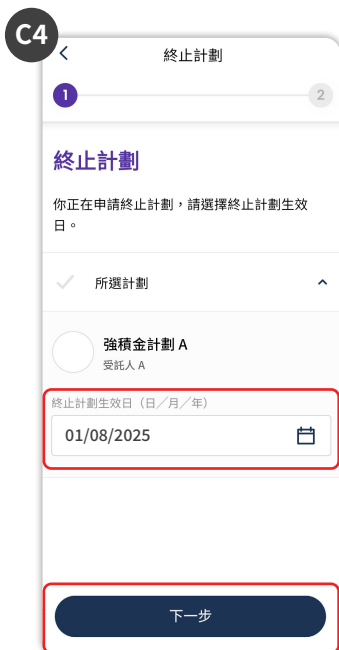 C4
終止計劃
1
2
終止計劃
你正在申請終止計劃，請選擇終止計劃生效
日。
所選計劃
強積金計劃 A
受託人 A
終止計劃生效日（日／月／年）
01/08/2025
下一步